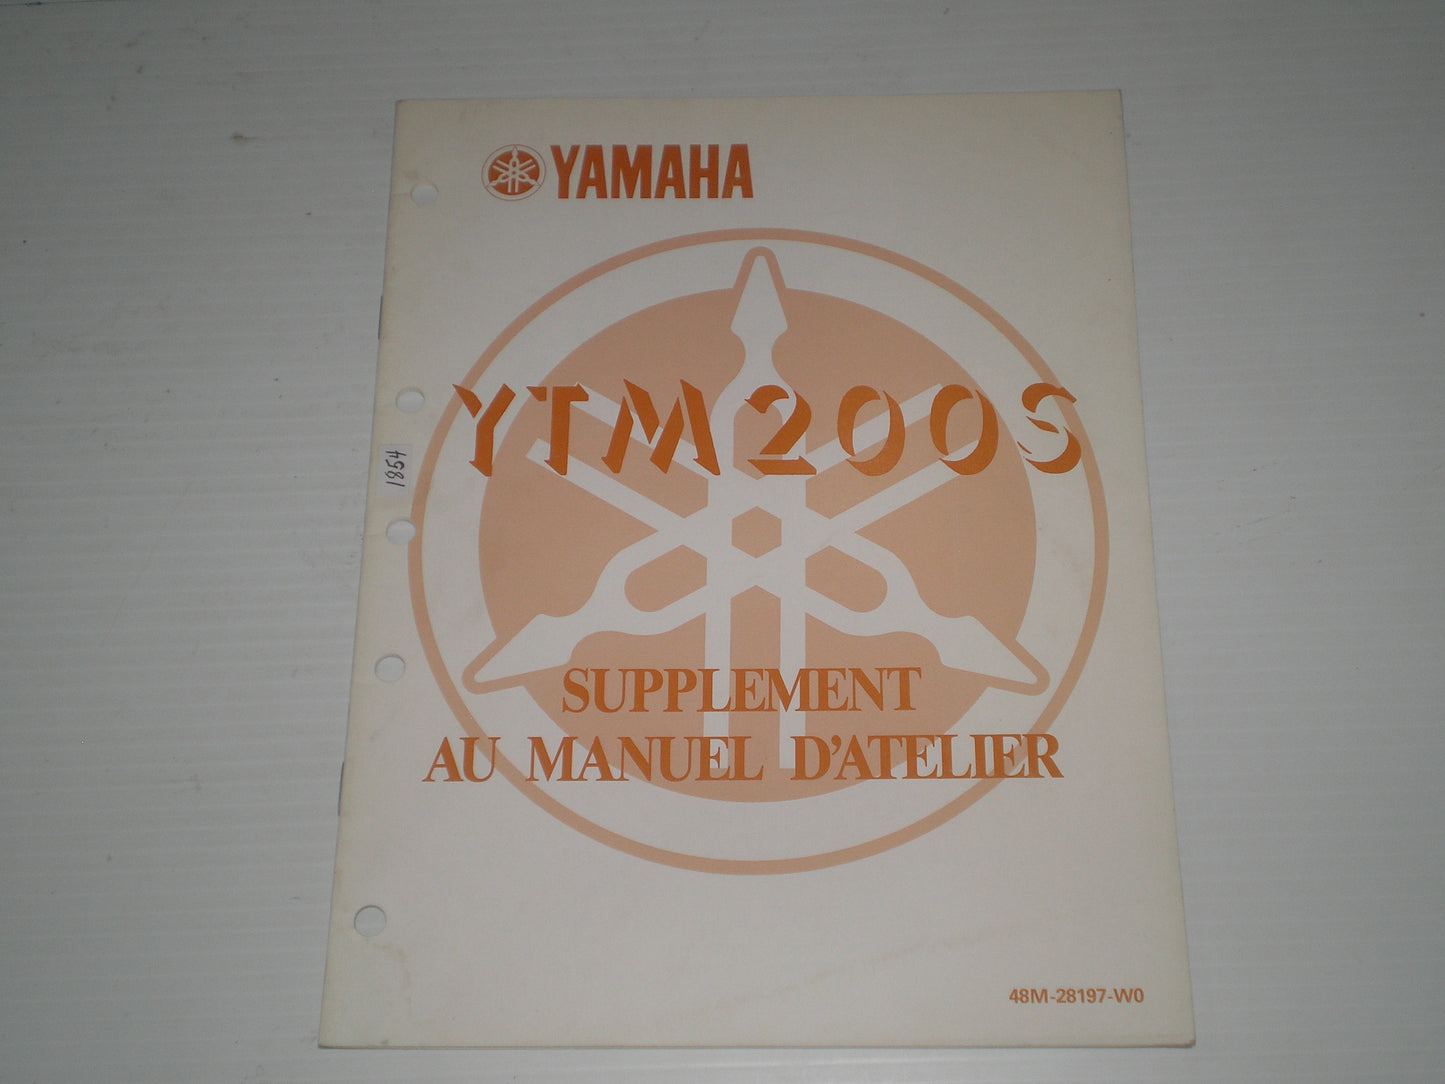 YAMAHA
YTM200S
1854
SUPPLEMENT
AU MANUEL D'ATELIER
48M-28197-W0